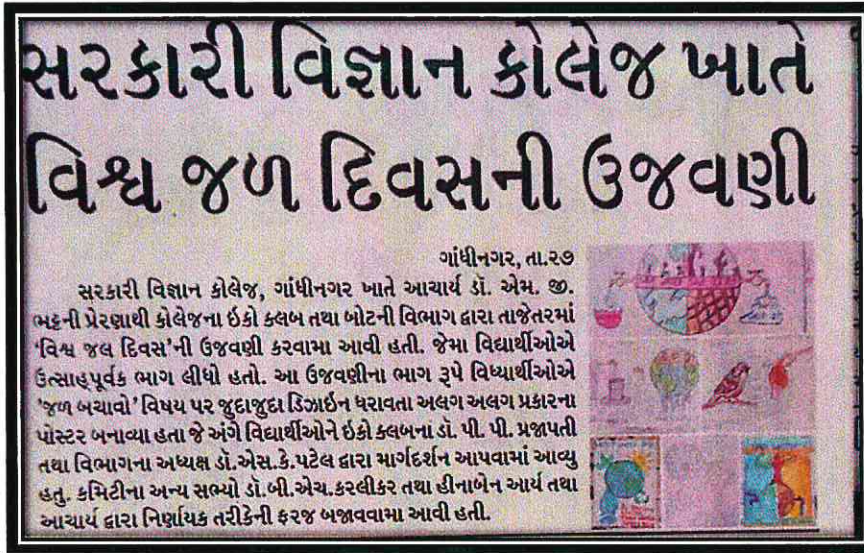 સરકારી વિજ્ઞાન કોલેજ ખાતે
વિશ્વ જળ દિવસની ઉજવણી
ગાંધીનગર, તા.૨૭
સરકારી વિજ્ઞાન કોલેજ, ગાંધીનગર ખાતે આચાર્ય ડૉ. એમ. જી.
ભટ્ટની પ્રેરણાથી કોલેજના ઇકો ક્લબ તથા બોટની વિભાગ દ્વારા તાજેતરમાં
‘વિશ્વ જલ દિવસ’ની ઉજવણી કરવામા આવી હતી. જેમા વિદ્યાર્થીઓએ
ઉત્સાહપૂર્વક ભાગ લીધો હતો. આ ઉજવણીના ભાગ રૂપે વિધ્યાર્થીઓએ
'જળ બચાવો' વિષય પર જુદાજુદા ડિઝાઇન ધરાવતા અલગ અલગ પ્રકારના
પોસ્ટર બનાવ્યા હતા જે અંગે વિદ્યાર્થીઓને ઇકો ક્લબના ડૉ. પી. પી. પ્રજાપતી
તથા વિભાગના અધ્યક્ષ ડૉ.એસ.કે.પટેલ દ્વારા માર્ગદર્શન આપવામાં આવ્યુ
હતુ. કમિટીના અન્ય સભ્યો ડૉ.બી.એચ.કરલીકર તથા હીનાબેન આર્ય તથા
આચાર્ય દ્વારા નિર્ણાયક તરીકેની ફરજ બજાવવામા આવી હતી.